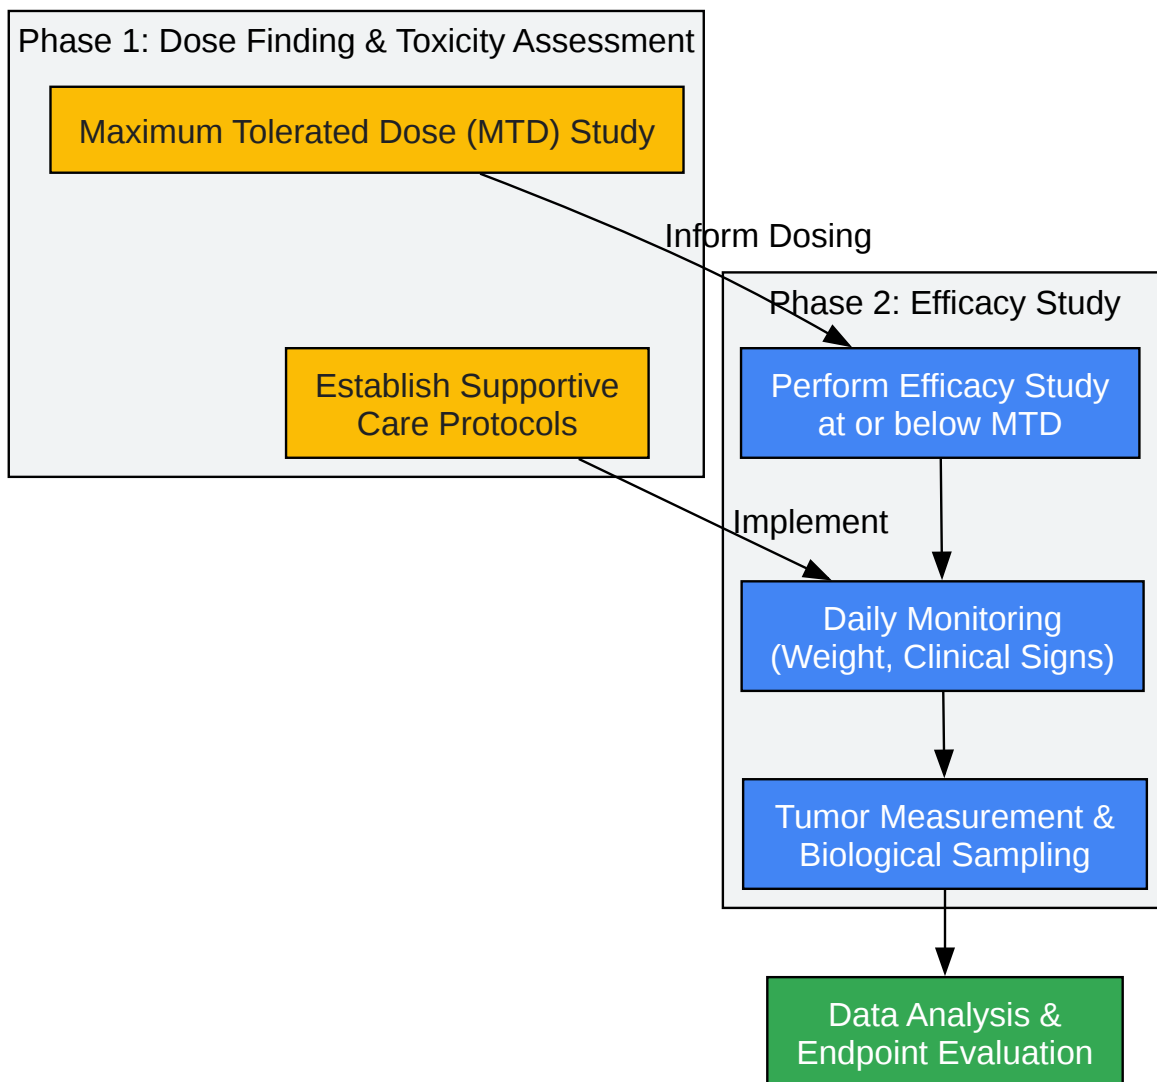 Phase 1: Dose Finding & Toxicity Assessment
Maximum Tolerated Dose (MTD) Study
Inform Dosing
Phase 2: Efficacy Study
Establish Supportive
Care Protocols
Perform Efficacy Study
at or below MTD
Implement
Daily Monitoring
(Weight, Clinical Signs)
Tumor Measurement &
Biological Sampling
Data Analysis &
Endpoint Evaluation